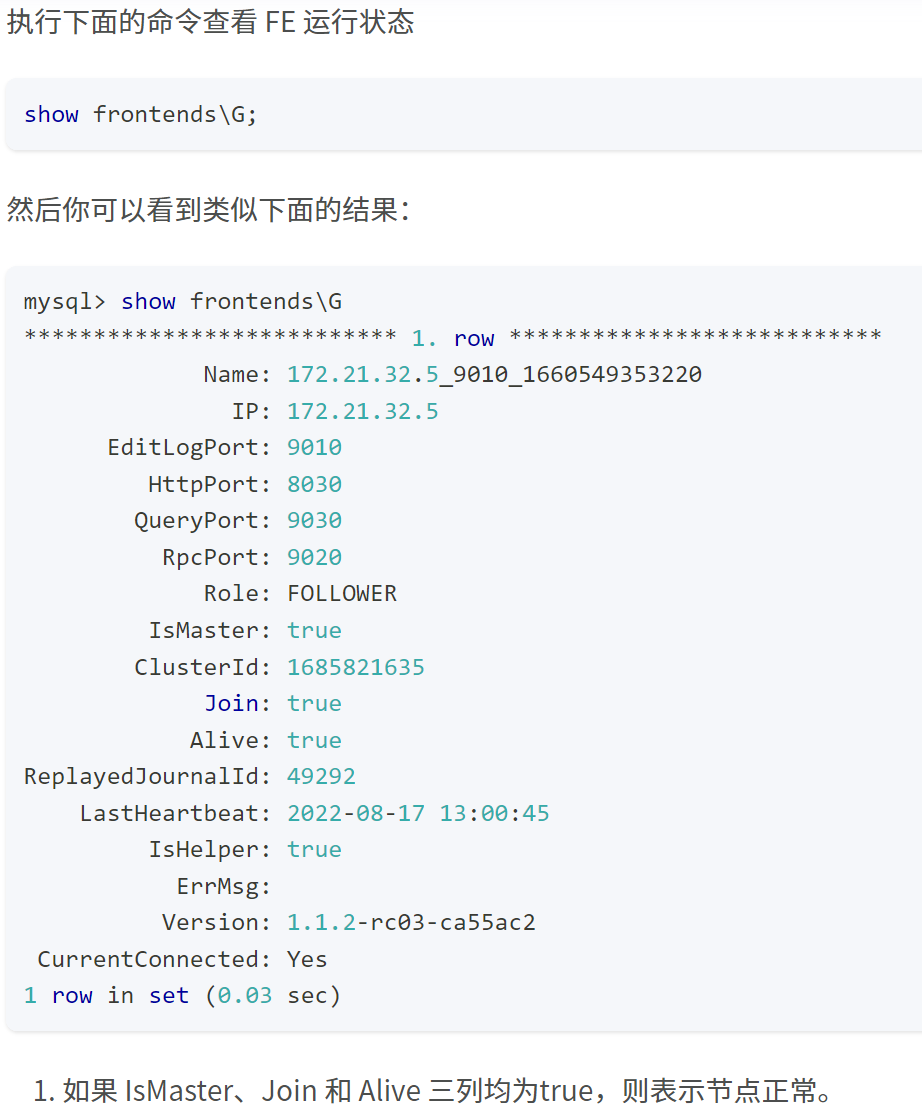 执行下面的命令查看 FE 运行状态
show frontends\G;
然后你可以看到类似下面的结果：
mysql> show frontends\G
*************************** 1. row ***************************
Name: 172.21.32.5_9010_1660549353220
IP: 172.21.32.5
EditLogPort: 9010
HttpPort: 8030
QueryPort: 9030
RpcPort: 9020
Role: FOLLOWER
IsMaster: true
ClusterId: 1685821635
Join: true
Alive: true
ReplayedJournalId: 49292
LastHeartbeat: 2022-08-17 13:00:45
IsHelper: true
ErrMsg:
Version: 1.1.2-rc03-ca55ac2
CurrentConnected: Yes
1 row in set (0.03 sec)
1. 如果 IsMaster、Join 和 Alive 三列均为true，则表示节点正常。